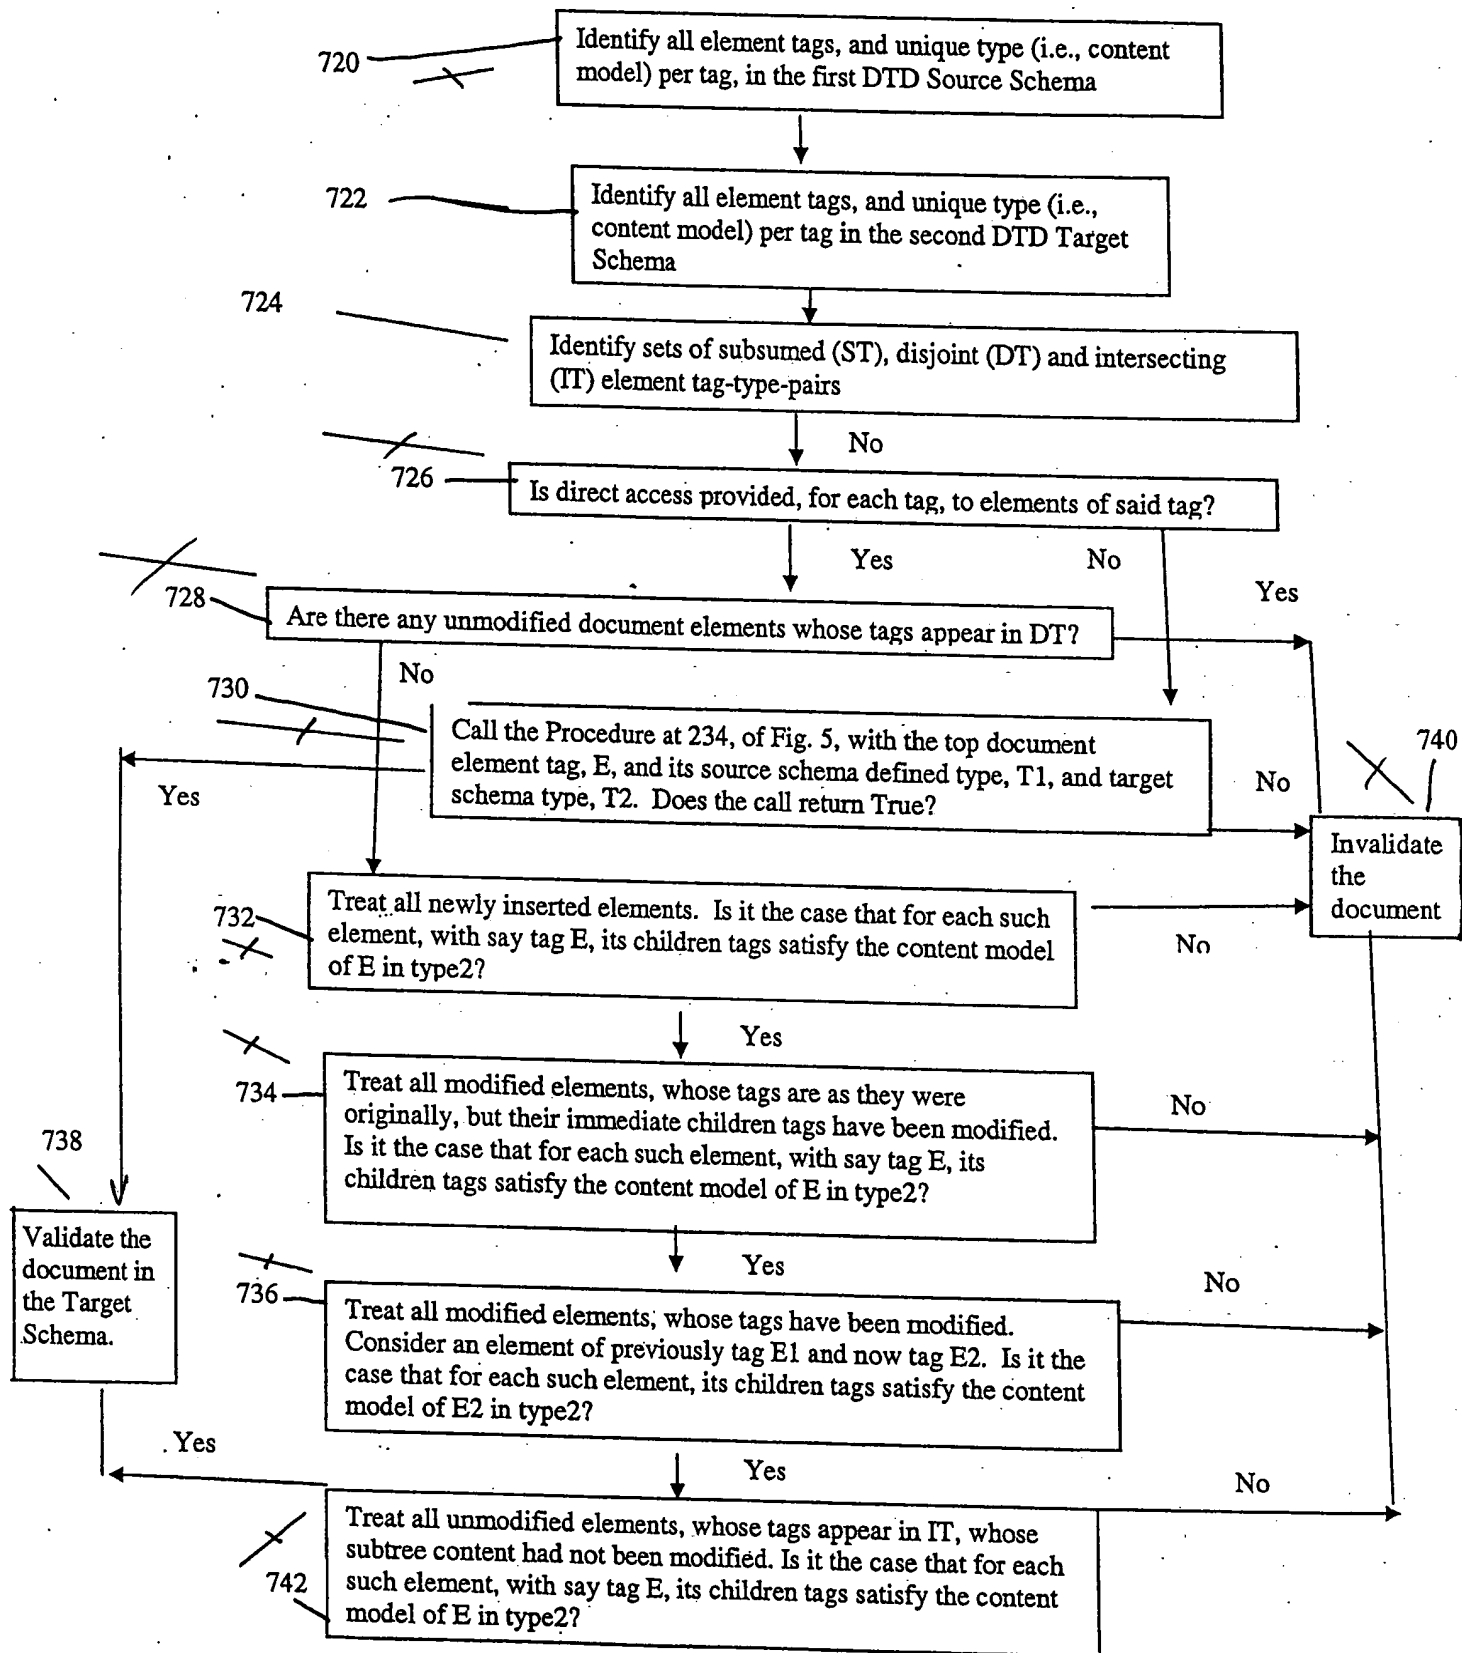 720
Identify all element tags, and unique type (i.e., content
model) per tag, in the first DTD Source Schema
722
Identify all element tags, and unique type (i.e.,
content model) per tag in the second DTD Target
Schema
724
Identify sets of subsumed (ST), disjoint (DT) and intersecting
(IT) element tag-type-pairs
No
726
Is direct access provided, for each tag, to elements of said tag?
Yes
No
Yes
728
Are there any unmodified document elements whose tags appear in DT?
No
730
Call the Procedure at 234, of Fig. 5, with the top document
element tag, E, and its source schema defined type, T1, and target
schema type, T2. Does the call return True?
Yes
No
740
Invalidate
the
document
732
Treat all newly inserted elements. Is it the case that for each such
element, with say tag E, its children tags satisfy the content model
of E in type2?
No
Yes
734
Treat all modified elements, whose tags are as they were
originally, but their immediate children tags have been modified.
Is it the case that for each such element, with say tag E, its
children tags satisfy the content model of E in type2?
No
738
Validate the
document in
the Target
Schema.
Yes
736
Treat all modified elements, whose tags have been modified.
Consider an element of previously tag E1 and now tag E2. Is it the
case that for each such element, its children tags satisfy the content
model of E2 in type2?
No
Yes
Yes
No
742
Treat all unmodified elements, whose tags appear in IT, whose
subtree content had not been modified. Is it the case that for each
such element, with say tag E, its children tags satisfy the content
model of E in type2?